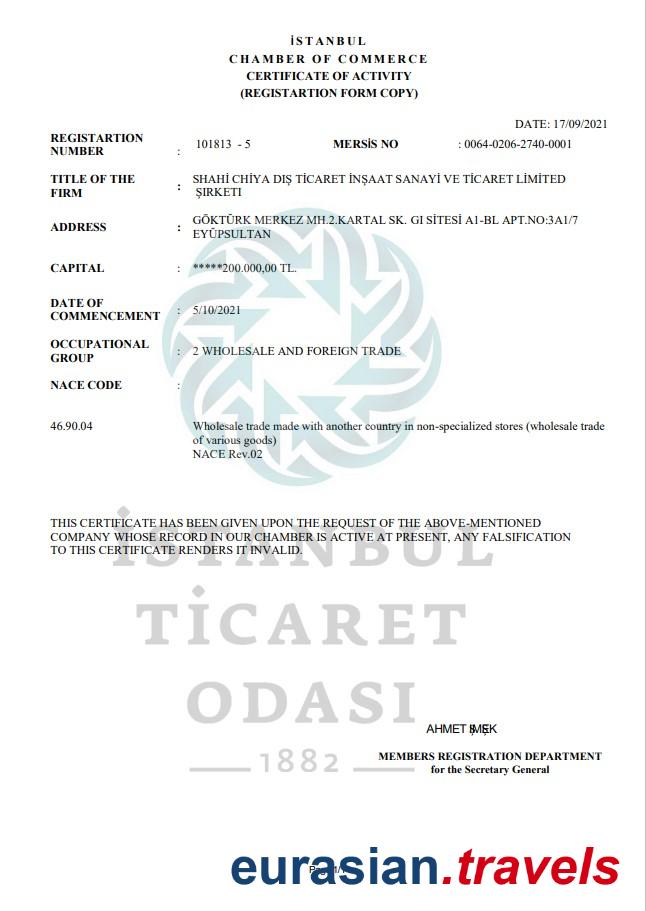 İSTANBUL
CHAMBER OF COMMERCE
CERTIFICATE OF ACTIVITY
(REGISTARTION FORM COPY)
DATE: 17/09/2021
REGISTARTION
NUMBER : 101813 - 5 MERSİS NO : 0064-0206-2740-0001
TITLE OF THE
FIRM : SHAHİ CHİYA DIŞ TİCARET İNŞAAT SANAYİ VE TİCARET LİMİTED
ŞIRKETI
ADDRESS : GÖKTÜRK MERKEZ MH.2.KARTAL SK. GI SİTESİ A1-BL APT.NO:3A1/7
EYÜPSULTAN
CAPITAL : *****200.000,00 TL.
DATE OF
COMMENCEMENT : 5/10/2021
OCCUPATIONAL
GROUP : 2 WHOLESALE AND FOREIGN TRADE
NACE CODE :
46.90.04 Wholesale trade made with another country in non-specialized stores (wholesale trade
of various goods)
NACE Rev.02
THIS CERTIFICATE HAS BEEN GIVEN UPON THE REQUEST OF THE ABOVE-MENTIONED
COMPANY WHOSE RECORD IN OUR CHAMBER IS ACTIVE AT PRESENT, ANY FALSIFICATION
TO THIS CERTIFICATE RENDERS IT INVALID.
İSTANBUL
TİCARET
ODASI
1882
AHMET
MEMBERS REGISTRATION DEPARTMENT
for the Secretary General
eurasian.travels